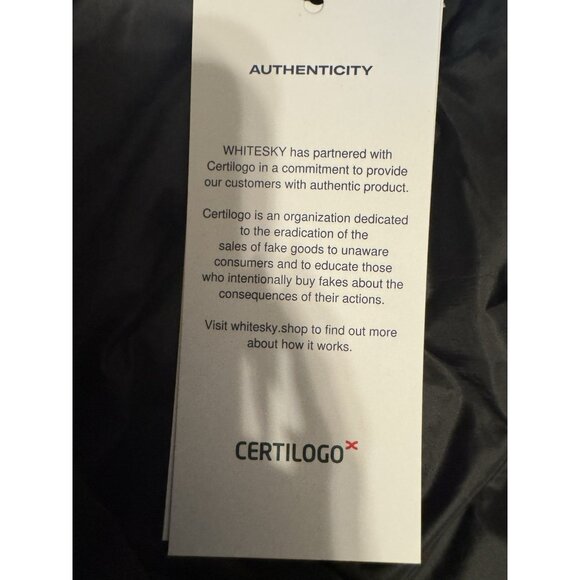 AUTHENTICITY
WHITESKY has partnered with
Certilogo in a commitment to provide
our customers with authentic product.
Certilogo is an organization dedicated
to the eradication of the
sales of fake goods to unaware
consumers and to educate those
who intentionally buy fakes about the
consequences of their actions.
Visit whitesky.shop to find out more
about how it works.
CERTILOGO